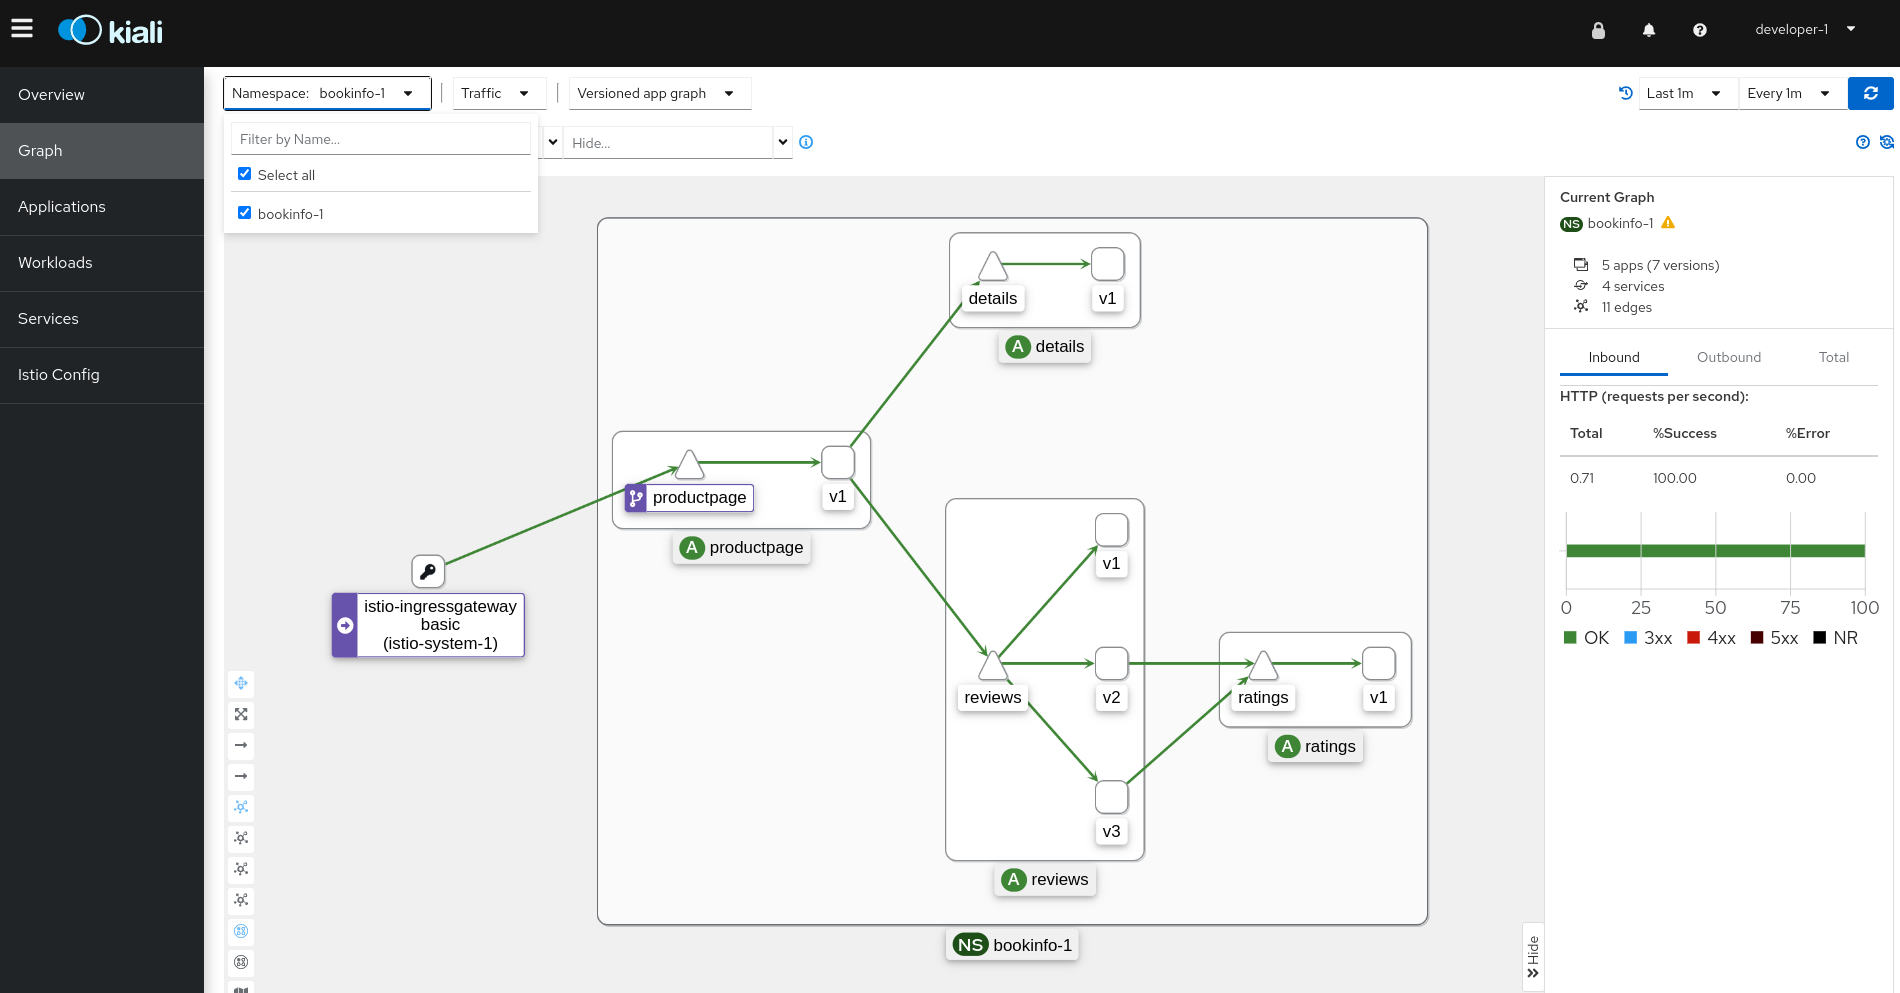 kiali
developer-1
Overview
Graph
Applications
Workloads
Services
Istio Config
Namespace: bookinfo-1
Traffic
Versioned app graph
Last 1m
Every 1m
Filter by Name...
Hide...
Select all
bookinfo-1
details
v1
A details
productpage
v1
A productpage
istio-ingressgateway
basic
(istio-system-1)
v1
reviews
v2
v3
A reviews
ratings
v1
A ratings
NS bookinfo-1
Hide
Current Graph
NS bookinfo-1
5 apps (7 versions)
4 services
11 edges
Inbound Outbound Total
HTTP (requests per second):
Total %Success %Error
0.71 100.00 0.00
0 25 50 75 100
OK 3xx 4xx 5xx NR